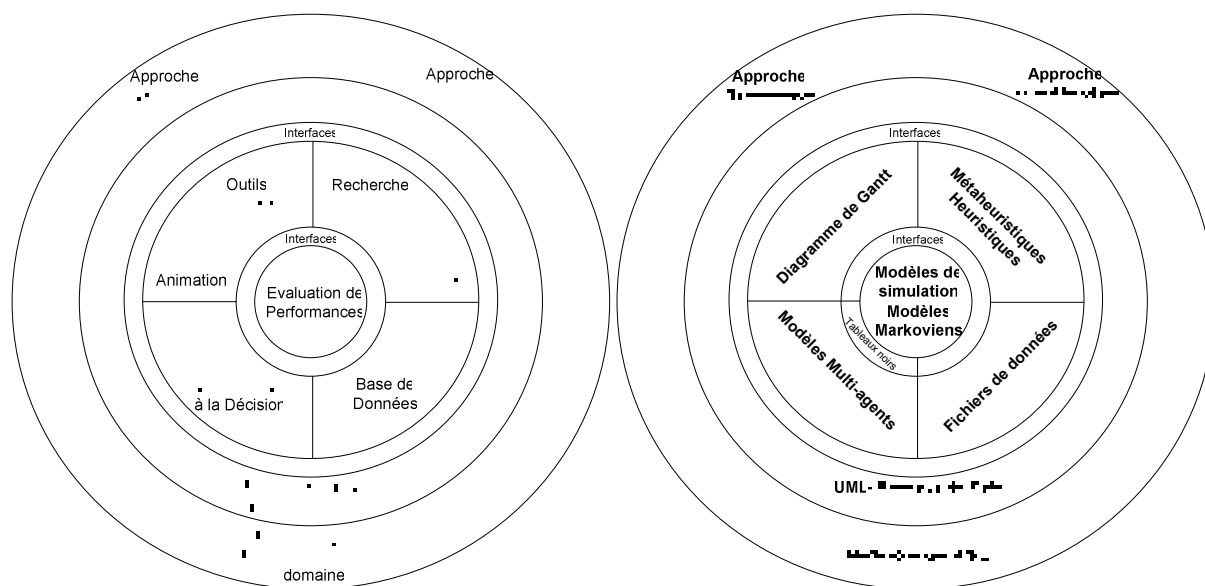 Approche
Approche
Interfaces
Outils
Recherche
Interfaces
Animation
Evaluation de
Performances
à la Décision
Base de
Données
domaine
Approche
Approche
Interfaces
Diagramme de Gantt
Métaheuristiques
Heuristiques
Interfaces
Modèles de
simulation
Modèles
Markoviens
Tableaux noirs
Modèles Multi-agents
Fichiers de données
UML-